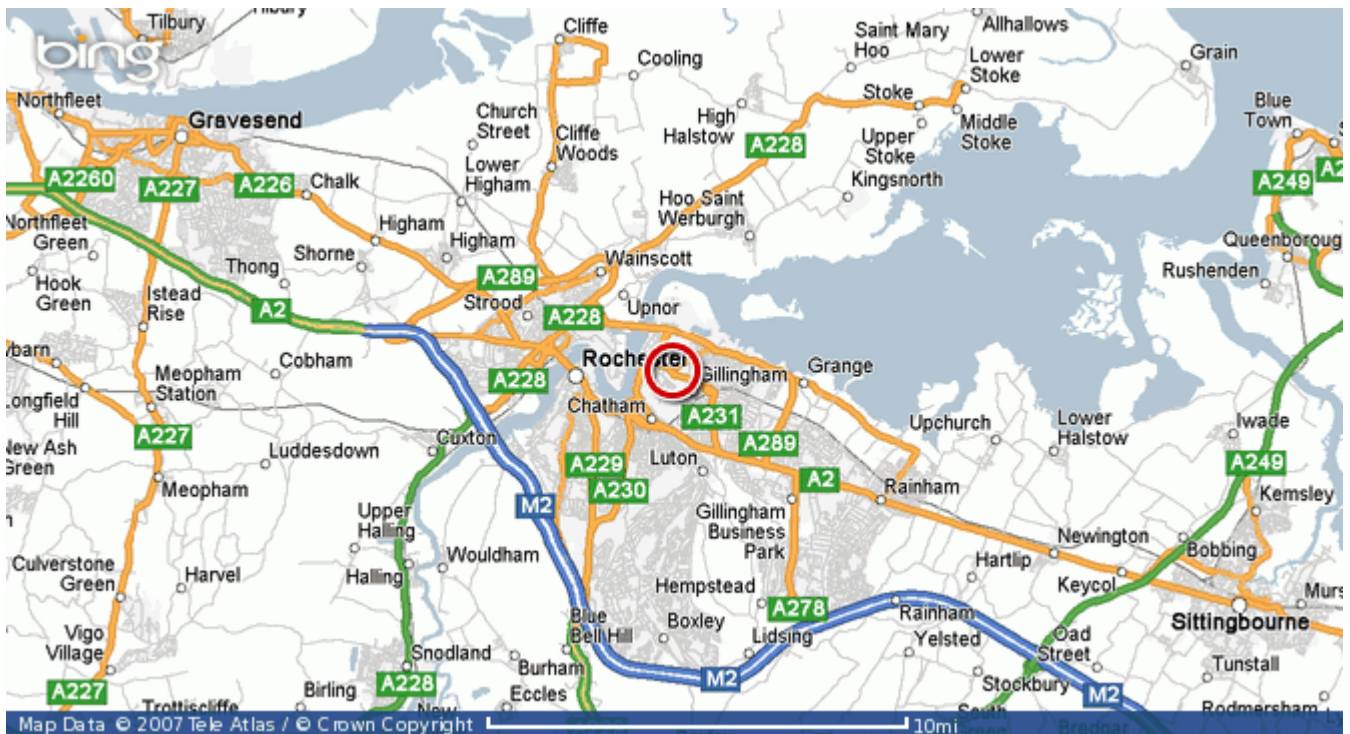 Tilbury
bing
Cliffe
Cooling
Saint Mary
Hoo
Allhallows
Lower
Stoke
Grain
Northfleet
Gravesend
Church
Street
Cliffe
Woods
High
Halstow
Stoke
Upper
Stoke
Middle
Stoke
Blue
Town
A228
A2260
A227
A226
Chalk
Lower
Higham
Kingsnorth
A249
Northfleet
Green
Higham
Higham
Hoo Saint
Werburgh
Shorne
Wainscott
Rushenden
Hook
Green
Thong
Istead
Rise
A2
A289
Strood
A228
Upnor
Cobham
Meopham
Station
Rochester
Gillingham
Grange
A228
Chatham
A231
A289
Longfield
Hill
A227
Luddesdown
Cuxton
Upchurch
Lower
Halstow
Iwade
New Ash
Green
Meopham
A229
A230
Luton
A2
Rainham
A249
Kemsley
Upper
Halling
M2
Gillingham
Business
Park
Newington
Bobbing
Culverstone
Green
Harvel
Halling
Wouldham
Hempstead
Hartlip
Keycol
A278
Rainham
Sittingbourne
Vigo
Village
Blue
Bell Hill
Boxley
Lidsing
Yelsted
Oad
Street
Tunstall
Snodland
Burham
A227
A228
Birling
Eccles
M2
Stockbury
M2
Trottiscliffe
Map Data © 2007 Tele Atlas / © Crown Copyright
10mi